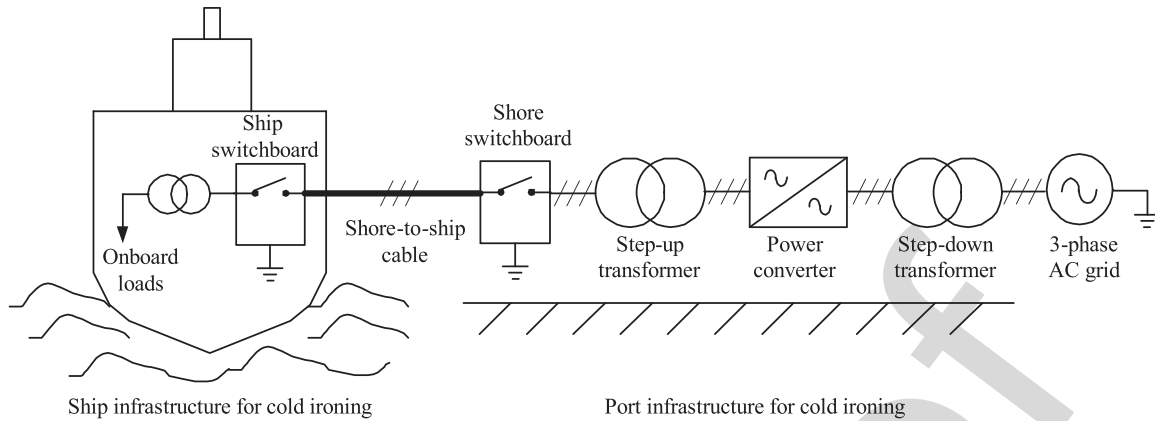 Ship
switchboard
Shore
switchboard
Onboard
loads
Shore-to-ship
cable
Step-up
transformer
Power
converter
Step-down
transformer
3-phase
AC grid
Ship infrastructure for cold ironing
Port infrastructure for cold ironing